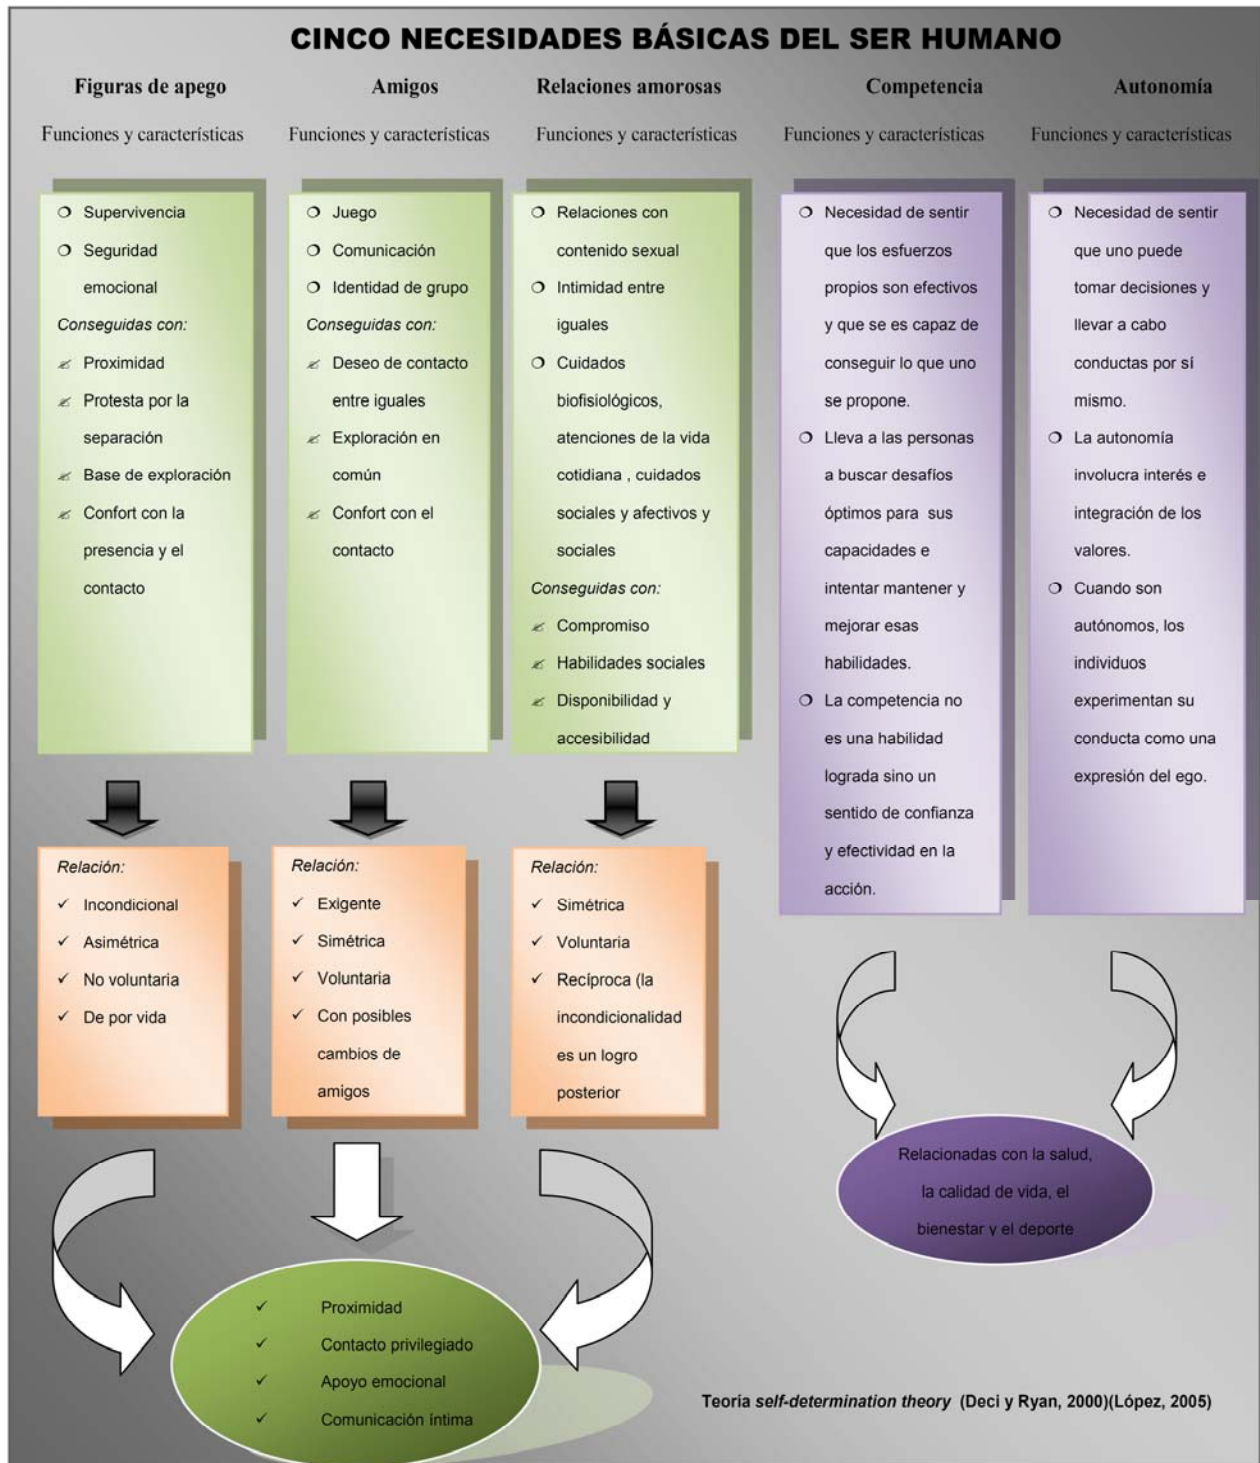 CINCO NECESIDADES BÁSICAS DEL SER HUMANO
Figuras de apego
Funciones y características
Supervivencia
Seguridad
emocional
Conseguidas con:
Proximidad
Protesta por la
separación
Base de exploración
Confort con la
presencia y el
contacto
Relación:
Incondicional
Asimétrica
No voluntaria
De por vida
Amigos
Funciones y características
Juego
Comunicación
Identidad de grupo
Conseguidas con:
Deseo de contacto
entre iguales
Exploración en
común
Confort con el
contacto
Relación:
Exigente
Simétrica
Voluntaria
Con posibles
cambios de
amigos
Relaciones amorosas
Funciones y características
Relaciones con
contenido sexual
Intimidad entre
iguales
Cuidados
biofisiológicos,
atenciones de la vida
cotidiana , cuidados
sociales y afectivos y
sociales
Conseguidas con:
Compromiso
Habilidades sociales
Disponibilidad y
accesibilidad
Relación:
Simétrica
Voluntaria
Recíproca (la
incondicionalidad
es un logro
posterior
Proximidad
Contacto privilegiado
Apoyo emocional
Comunicación íntima
Competencia
Funciones y características
Necesidad de sentir
que los esfuerzos
propios son efectivos
y que se es capaz de
conseguir lo que uno
se propone.
Lleva a las personas
a buscar desafíos
óptimos para sus
capacidades e
intentar mantener y
mejorar esas
habilidades.
La competencia no
es una habilidad
lograda sino un
sentido de confianza
y efectividad en la
acción.
Autonomía
Funciones y características
Necesidad de sentir
que uno puede
tomar decisiones y
llevar a cabo
conductas por sí
mismo.
La autonomía
involucra interés e
integración de los
valores.
Cuando son
autónomos, los
individuos
experimentan su
conducta como una
expresión del ego.
Relacionadas con la salud,
la calidad de vida, el
bienestar y el deporte
Teoría self-determination theory (Deci y Ryan, 2000)(López, 2005)